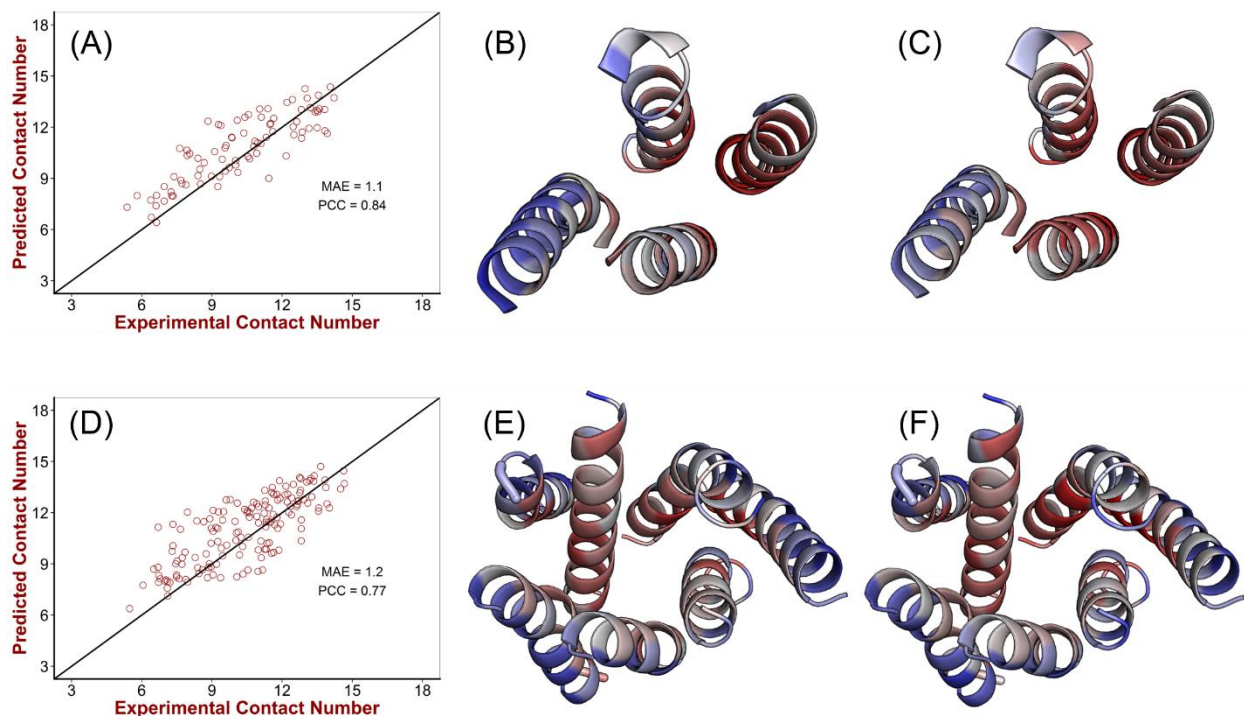 (A)
Predicted Contact Number
18
15
12
9
6
3
MAE = 1.1
PCC = 0.84
3 6 9 12 15 18
Experimental Contact Number
(B)
(C)
(D)
Predicted Contact Number
18
15
12
9
6
3
MAE = 1.2
PCC = 0.77
3 6 9 12 15 18
Experimental Contact Number
(E)
(F)